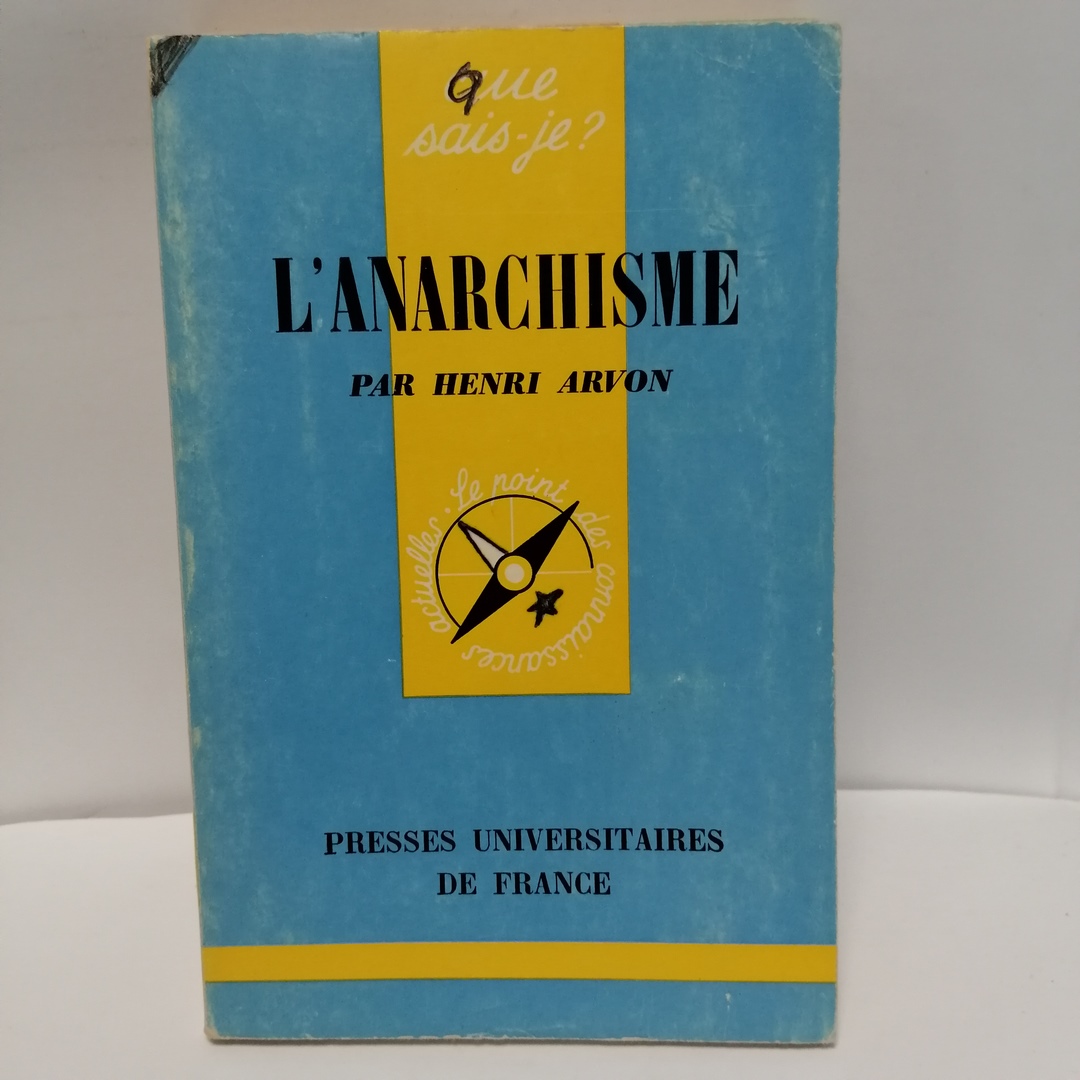 que
sais-je?
L'ANARCHISME
PAR HENRI ARVON
Le point des connaissances actuelles.
PRESSES UNIVERSITAIRES
DE FRANCE